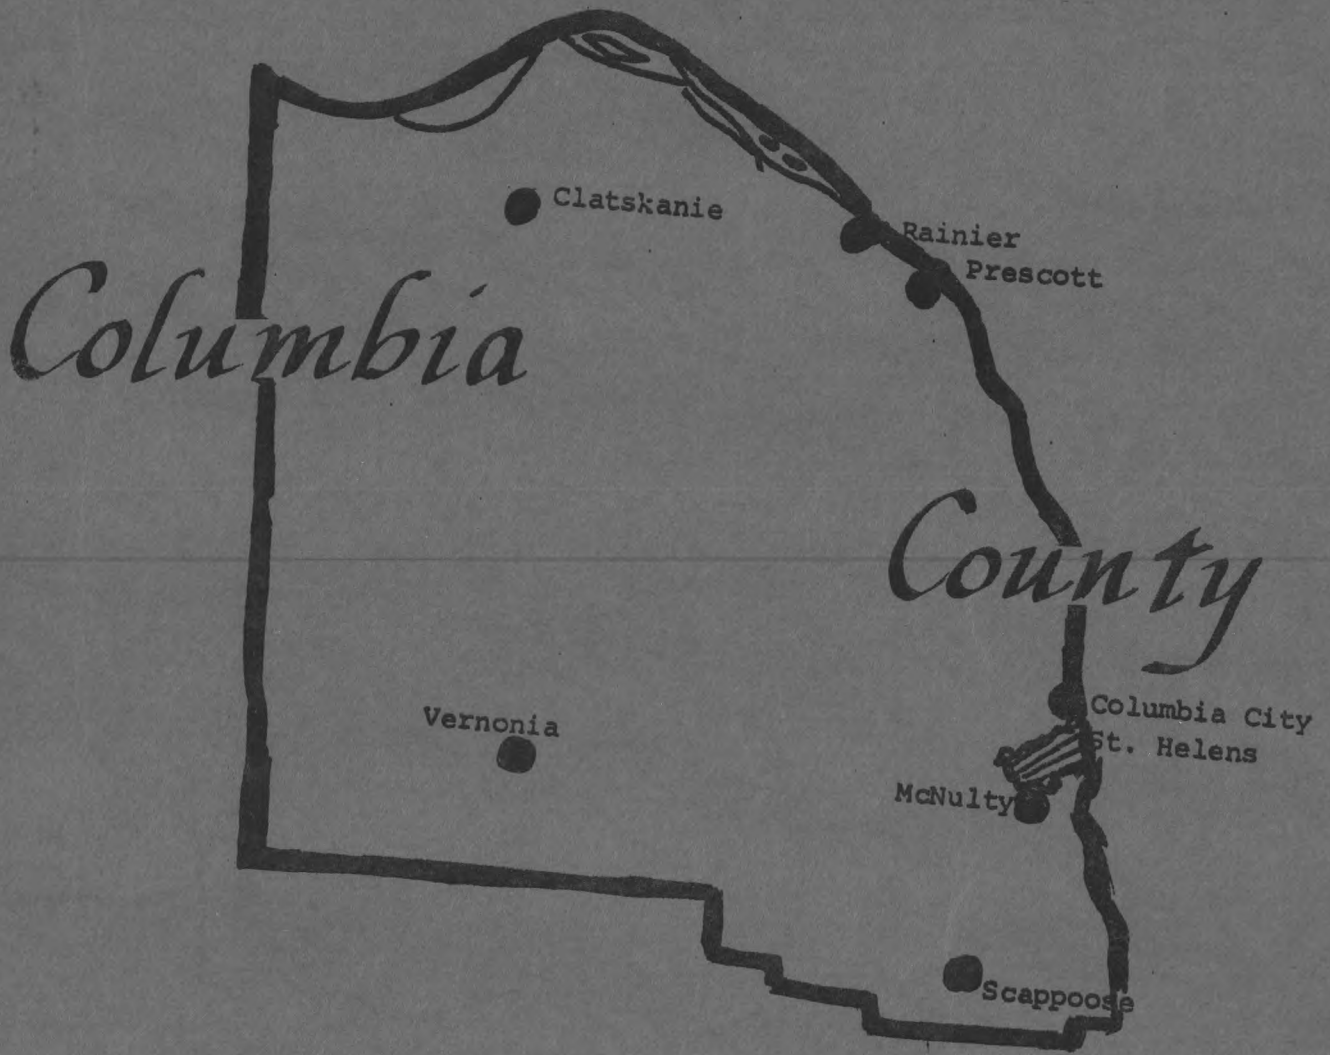 Clatskanie
Rainier
Prescott
Columbia
County
Columbia City
St. Helens
Vernonia
McNulty
Scappoose